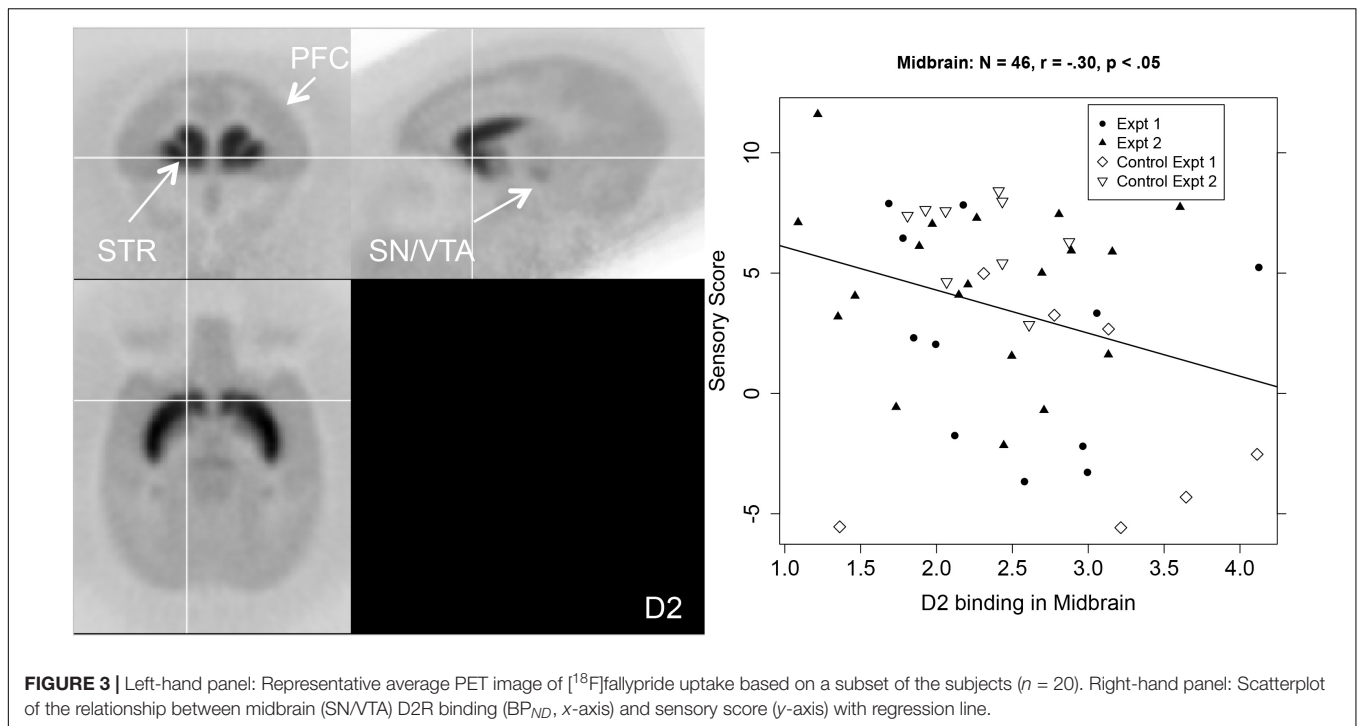 PFC
STR
SN/VTA
D2
Midbrain: N = 46, r = -.30, p < .05
Expt 1
Expt 2
Control Expt 1
Control Expt 2
Sensory Score
10
5
0
-5
1.0 1.5 2.0 2.5 3.0 3.5 4.0
D2 binding in Midbrain
FIGURE 3 | Left-hand panel: Representative average PET image of [18F]fallypride uptake based on a subset of the subjects (n = 20). Right-hand panel: Scatterplot
of the relationship between midbrain (SN/VTA) D2R binding (BPND, x-axis) and sensory score (y-axis) with regression line.